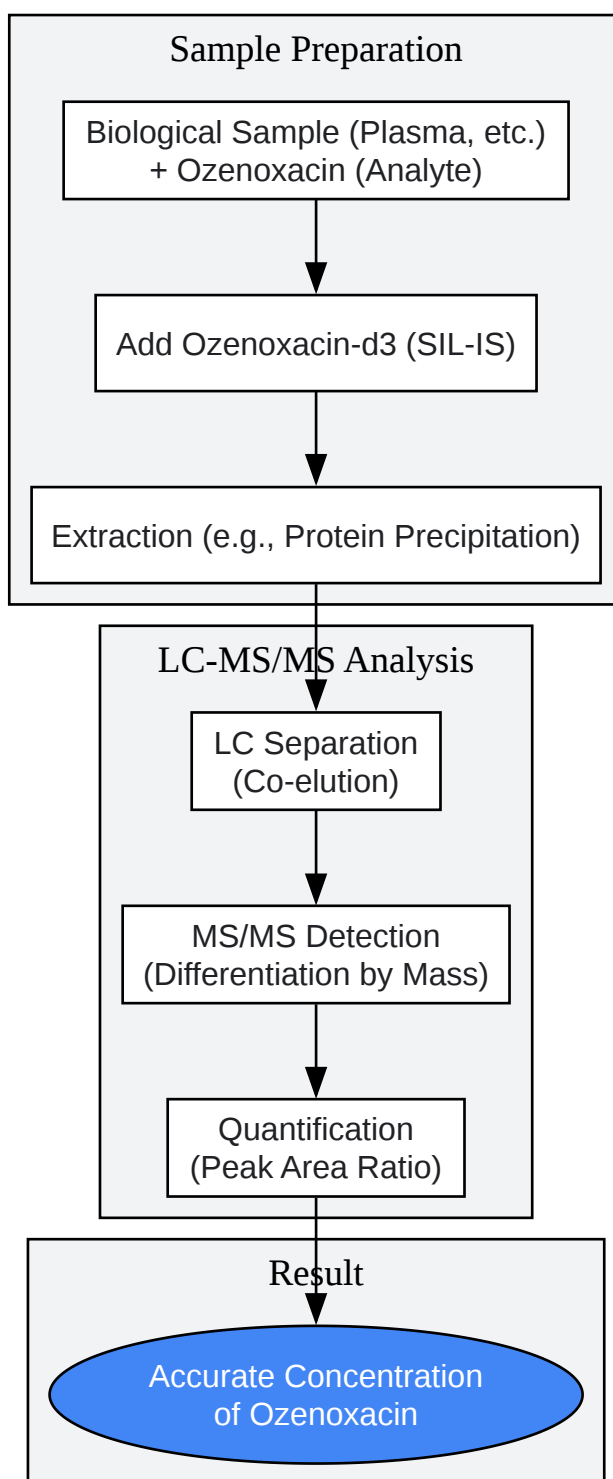 Sample Preparation
Biological Sample (Plasma, etc.)
+ Ozenoxacin (Analyte)
Add Ozenoxacin-d3 (SIL-IS)
Extraction (e.g., Protein Precipitation)
LC-MS/MS Analysis
LC Separation
(Co-elution)
MS/MS Detection
(Differentiation by Mass)
Quantification
(Peak Area Ratio)
Result
Accurate Concentration
of Ozenoxacin